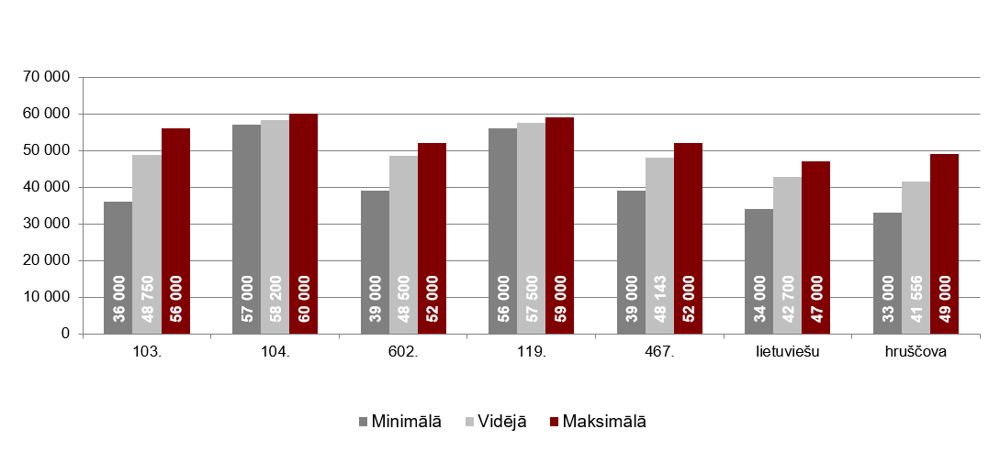 70 000
60 000
50 000
40 000
30 000
20 000
10 000
0
36 000 48 750 56 000 57 000 58 200 60 000 39 000 48 500 52 000 56 000 57 500 59 000 39 000 48 143 52 000 34 000 42 700 47 000 33 000 41 556 49 000
103. 104. 602. 119. 467. lietuviešu hruščova
Minimālā Vidējā Maksimālā